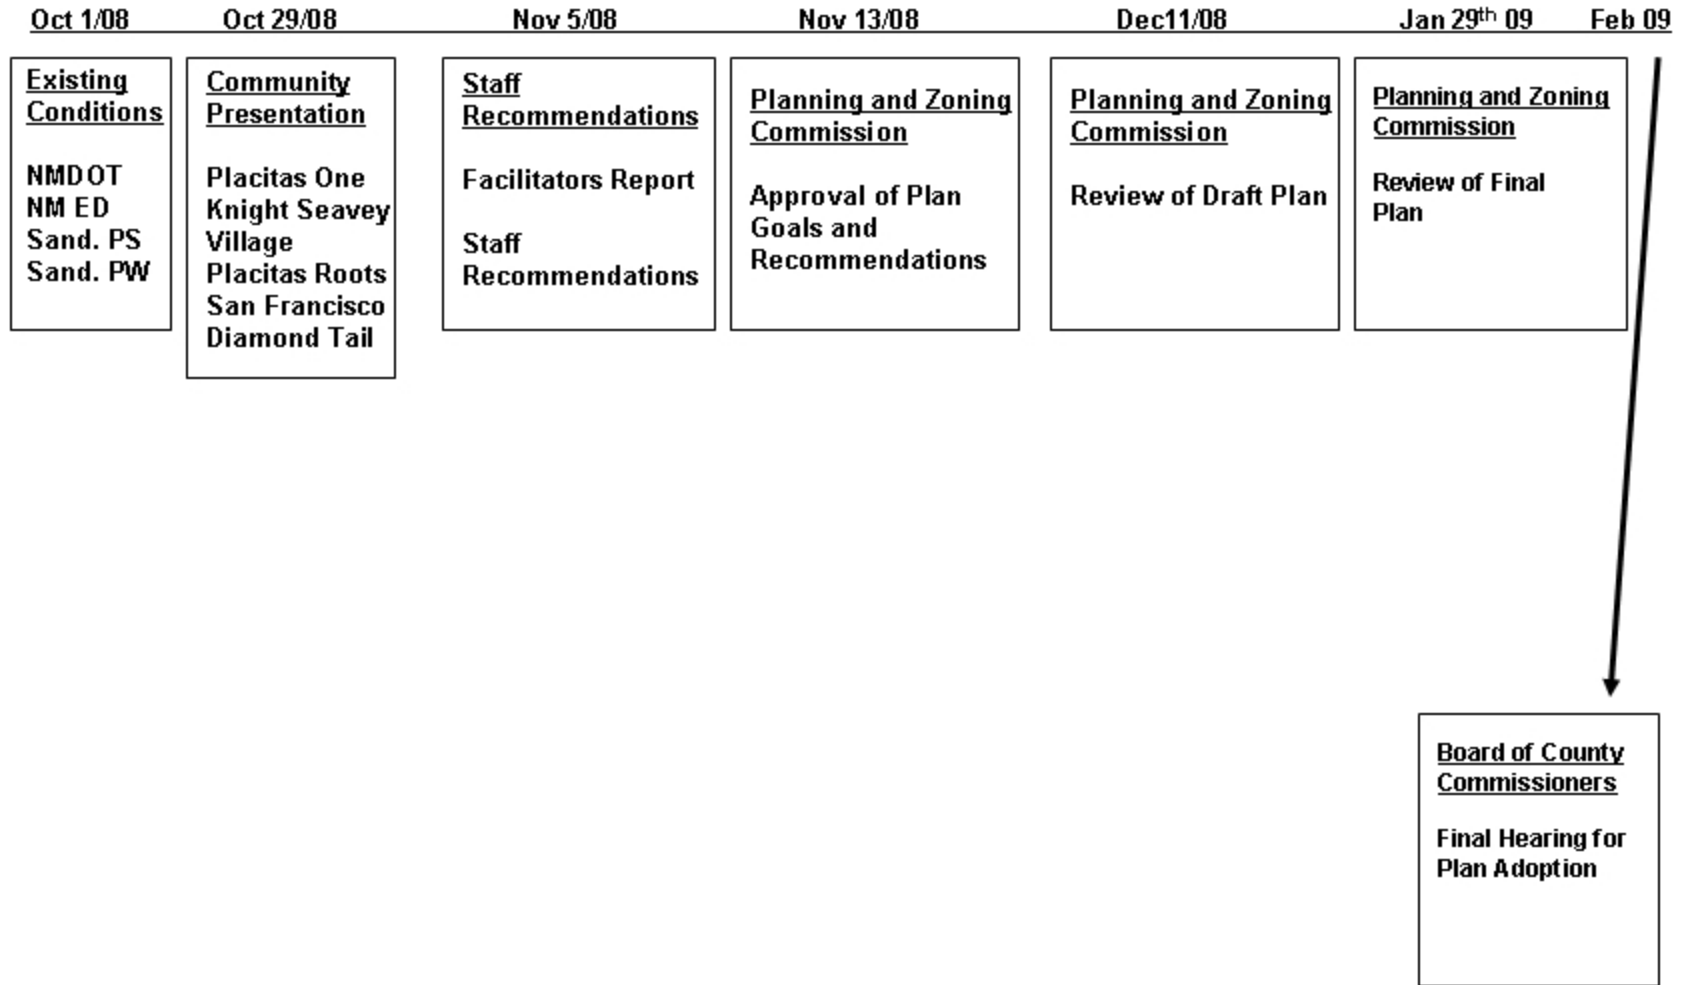 Oct 1/08 Oct 29/08 Nov 5/08 Nov 13/08 Dec11/08 Jan 29th 09 Feb 09
Existing
Conditions
NMDOT
NM ED
Sand. PS
Sand. PW
Community
Presentation
Placitas One
Knight Seavey
Village
Placitas Roots
San Francisco
Diamond Tail
Staff
Recommendations
Facilitators Report
Staff
Recommendations
Planning and Zoning
Commission
Approval of Plan
Goals and
Recommendations
Planning and Zoning
Commission
Review of Draft Plan
Planning and Zoning
Commission
Review of Final
Plan
Board of County
Commissioners
Final Hearing for
Plan Adoption